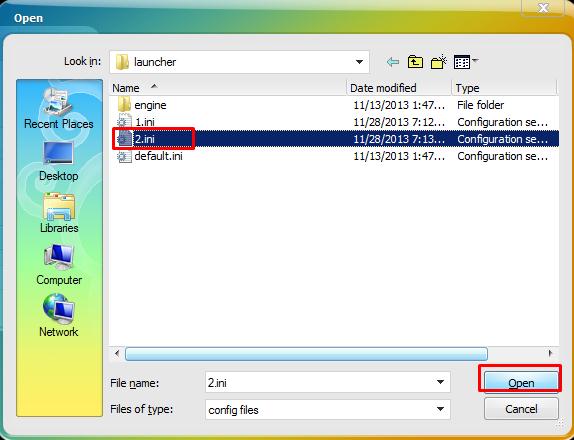 Open
Look in: launcher
Name Date modified Type
engine 11/13/2013 1:47... File folder
1.ini 11/28/2013 7:12... Configuration se...
2.ini 11/28/2013 7:13... Configuration se...
default.ini 11/13/2013 1:47... Configuration se...
Recent Places
Desktop
Libraries
Computer
Network
File name: 2.ini Open
Files of type: config files Cancel